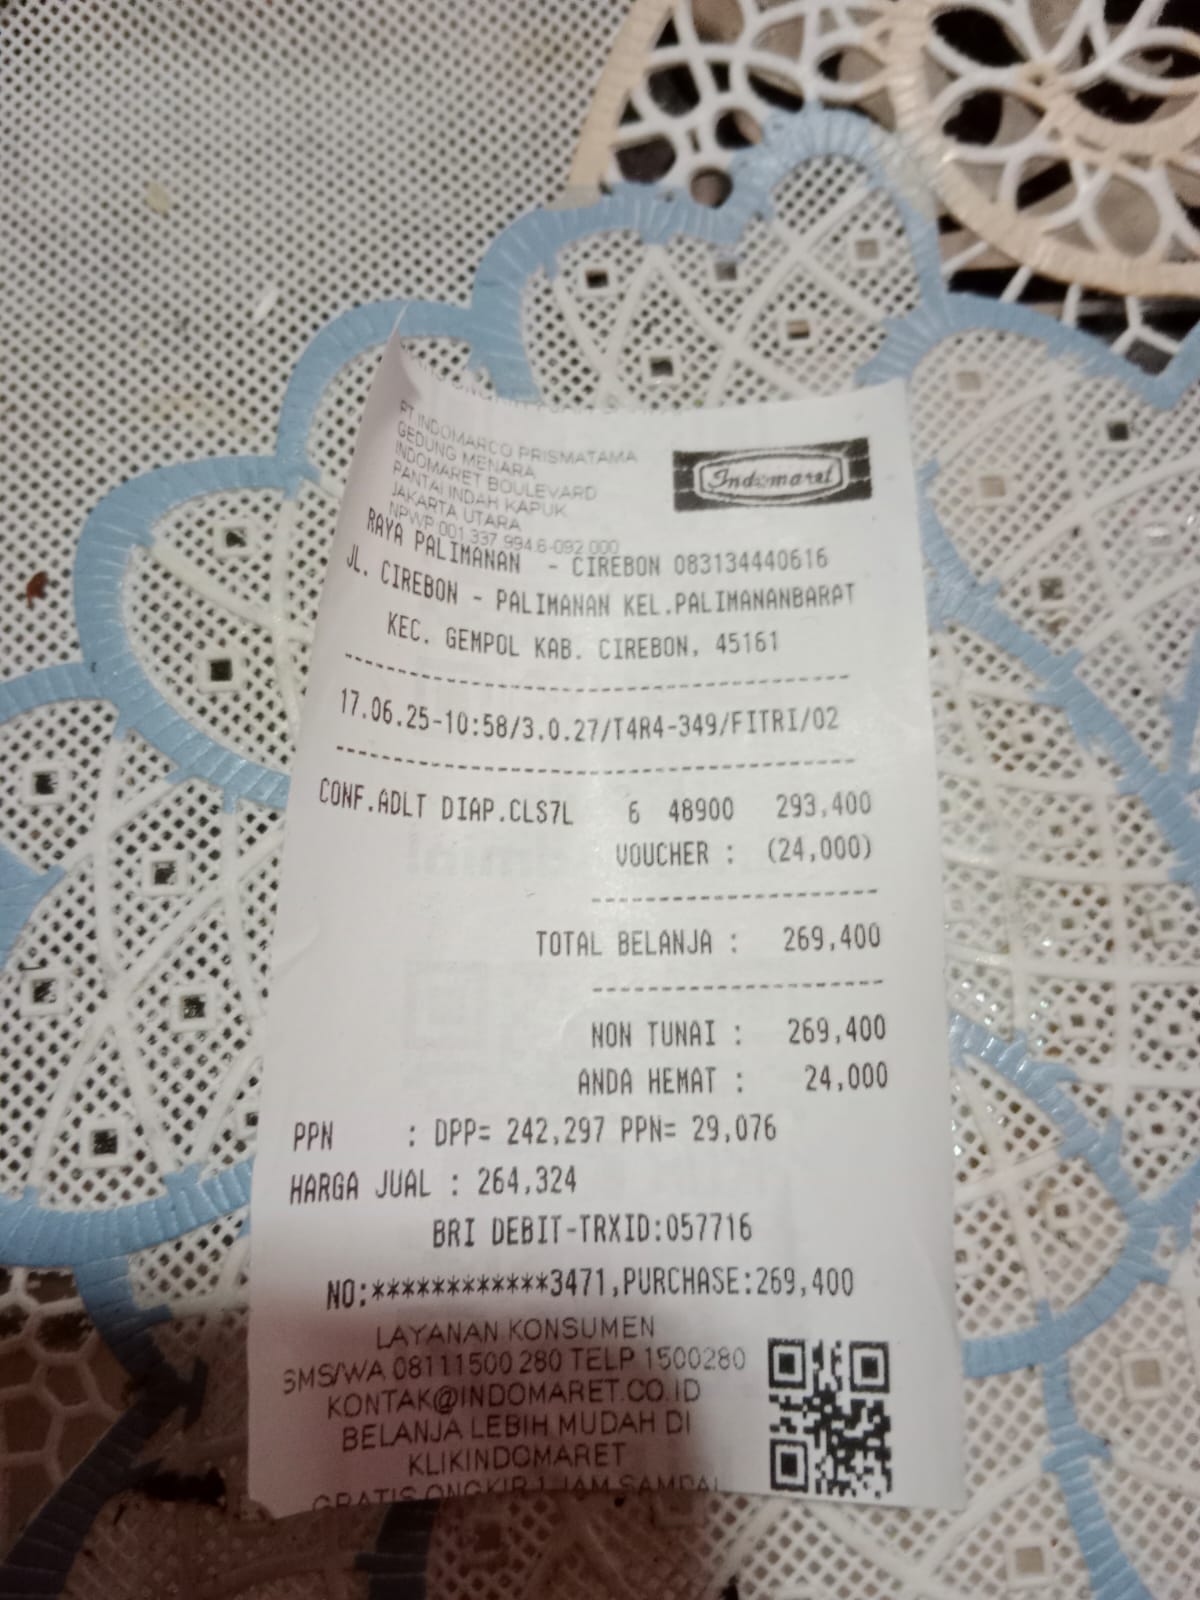 PT INDOMARCO PRISMATAMA
GEDUNG MENARA
INDOMARET BOULEVARD
PANTAI INDAH KAPUK
JAKARTA UTARA
NPWP 001.337.994.6-092.000
Indomaret
RAYA PALIMANAN - CIREBON 083134440616
JL. CIREBON - PALIMANAN KEL.PALIMANANBARAT
KEC. GEMPOL KAB. CIREBON, 45161
17.06.25-10:58/3.0.27/T4R4-349/FITRI/02
CONF.ADLT DIAP.CLS7L 6 48900 293,400
VOUCHER : (24,000)
TOTAL BELANJA : 269,400
NON TUNAI : 269,400
ANDA HEMAT : 24,000
PPN : DPP= 242,297 PPN= 29,076
HARGA JUAL : 264,324
BRI DEBIT-TRXID:057716
NO:************3471,PURCHASE:269,400
LAYANAN KONSUMEN
SMS/WA 08111500280 TELP 1500280
KONTAK@INDOMARET.CO.ID
BELANJA LEBIH MUDAH DI
KLIKINDOMARET
GRATIS ONGKIR 1 JAM SAMPAI